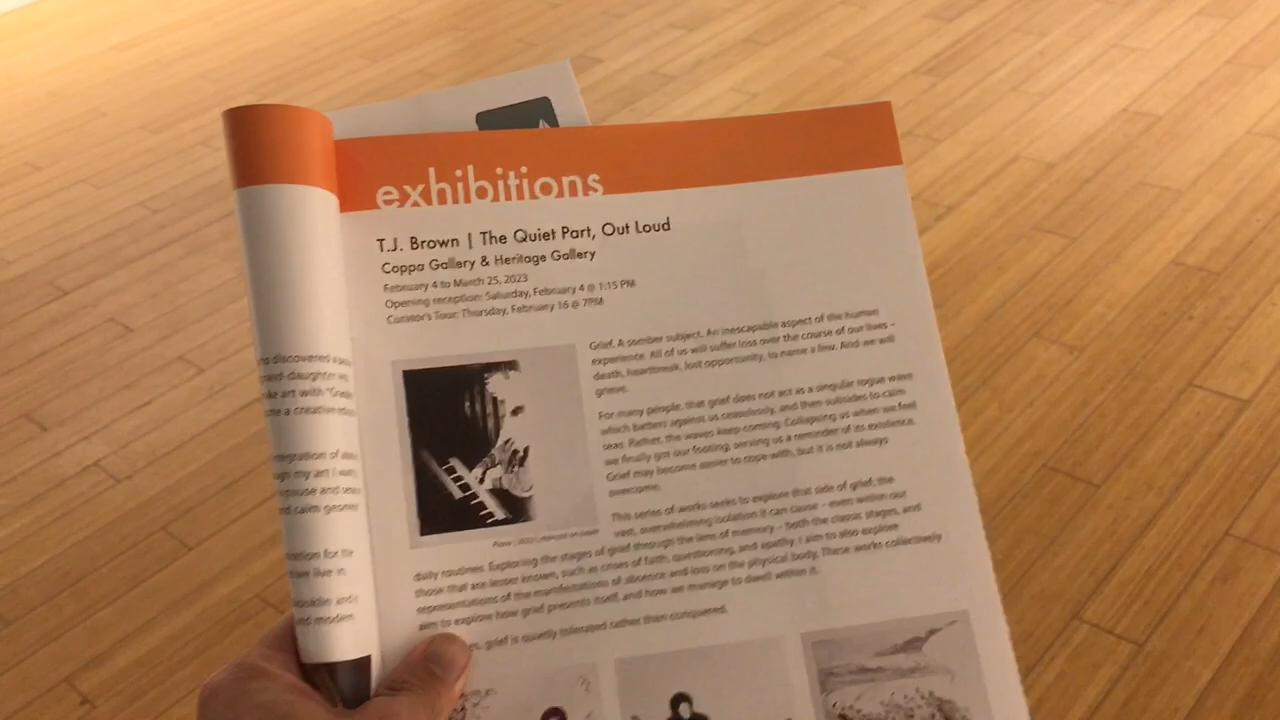 exhibitions
T.J. Brown | The Quiet Part, Out Loud
Coppa Gallery & Heritage Gallery
February 4 to March 25, 2023
Opening reception: Saturday, February 4 @ 1:15 PM
Curator's Tour: Thursday, February 16 @ 7PM
Grief. A somber subject. An inescapable aspect of the human
experience. All of us will suffer loss over the course of our lives –
death, heartbreak, lost opportunity, to name a few. And we will
grieve.
For many people, that grief does not act as a singular rogue wave
which batters against us ceaselessly, and then subsides to calm
seas. Rather, the waves keep coming. Collapsing us when we feel
we finally got our footing, serving us a reminder of its existence.
Grief may become easier to cope with, but it is not always
overcome.
This series of works seeks to explore that side of grief, the
vast, overwhelming isolation it can cause – even within our
daily routines. Exploring the stages of grief through the lens of memory – both the classic stages, and
those that are lesser known, such as crises of faith, questioning, and apathy. I aim to also explore
representations of the manifestations of absence and loss on the physical body. These works collectively
aim to explore how grief presents itself, and how we manage to dwell within it.
grief is quietly tolerated rather than conquered.
discovered
ake art with
my art I
live in